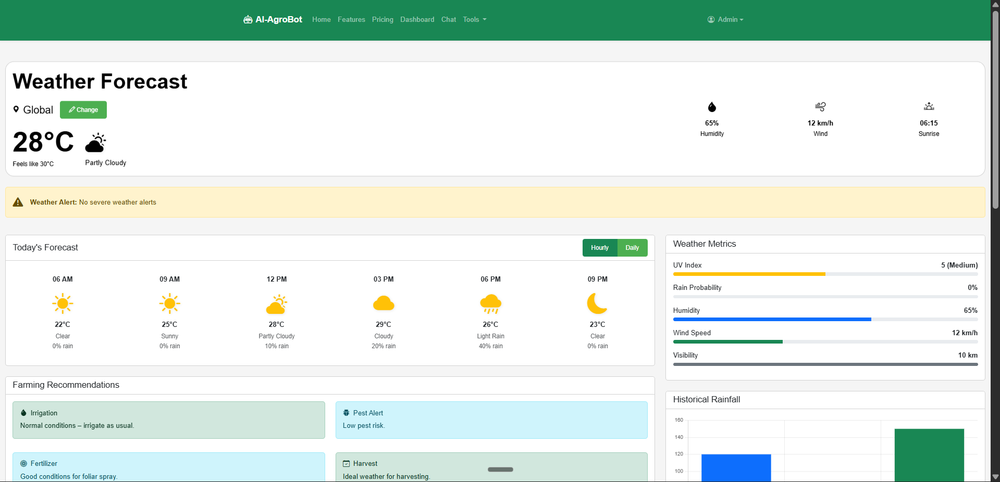 AI-AgroBot Home Features Pricing Dashboard Chat Tools Admin
Weather Forecast
Global Change
28°C
Feels like 30°C
Partly Cloudy
65%
Humidity
12 km/h
Wind
06:15
Sunrise
Weather Alert: No severe weather alerts
Today's Forecast
Hourly Daily
06 AM 09 AM 12 PM 03 PM 06 PM 09 PM
22°C 25°C 28°C 29°C 26°C 23°C
Clear Sunny Partly Cloudy Cloudy Light Rain Clear
0% rain 0% rain 10% rain 20% rain 40% rain 0% rain
Weather Metrics
UV Index 5 (Medium)
Rain Probability 0%
Humidity 65%
Wind Speed 12 km/h
Visibility 10 km
Farming Recommendations
Irrigation
Normal conditions – irrigate as usual.
Pest Alert
Low pest risk.
Fertilizer
Good conditions for foliar spray.
Harvest
Ideal weather for harvesting.
Historical Rainfall
160
140
120
100